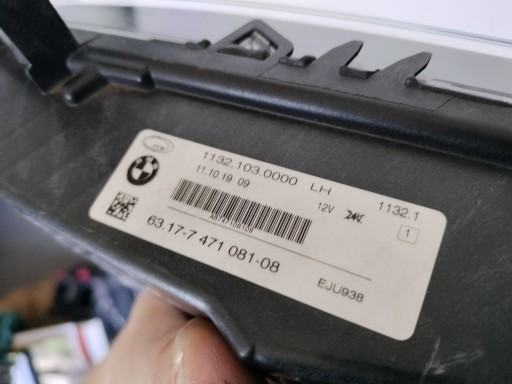 1132.103.0000 LH 1132.1
11.10.19 09
12V 24V 1
63.17-7 471 081-08
EJU938